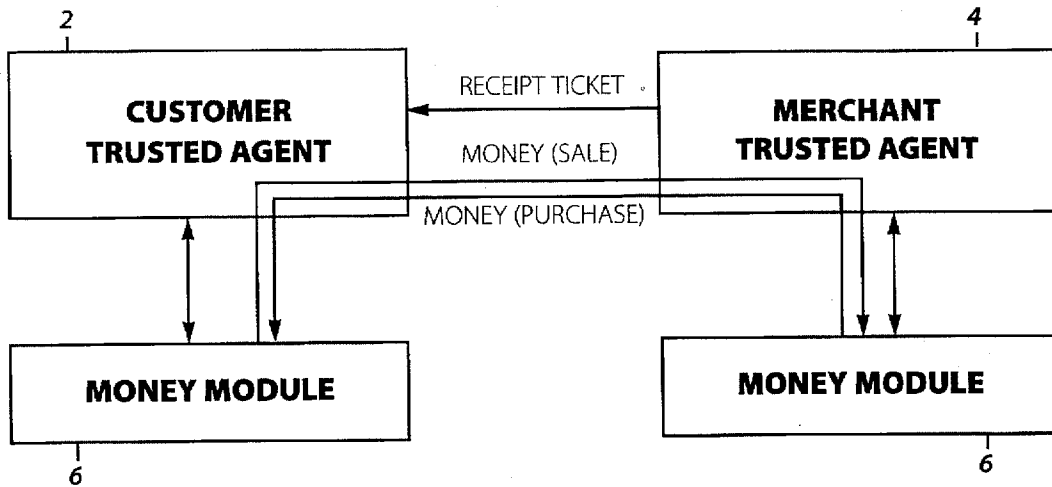 2
4
CUSTOMER
TRUSTED AGENT
RECEIPT TICKET
MERCHANT
TRUSTED AGENT
MONEY (SALE)
MONEY (PURCHASE)
MONEY MODULE
MONEY MODULE
6
6